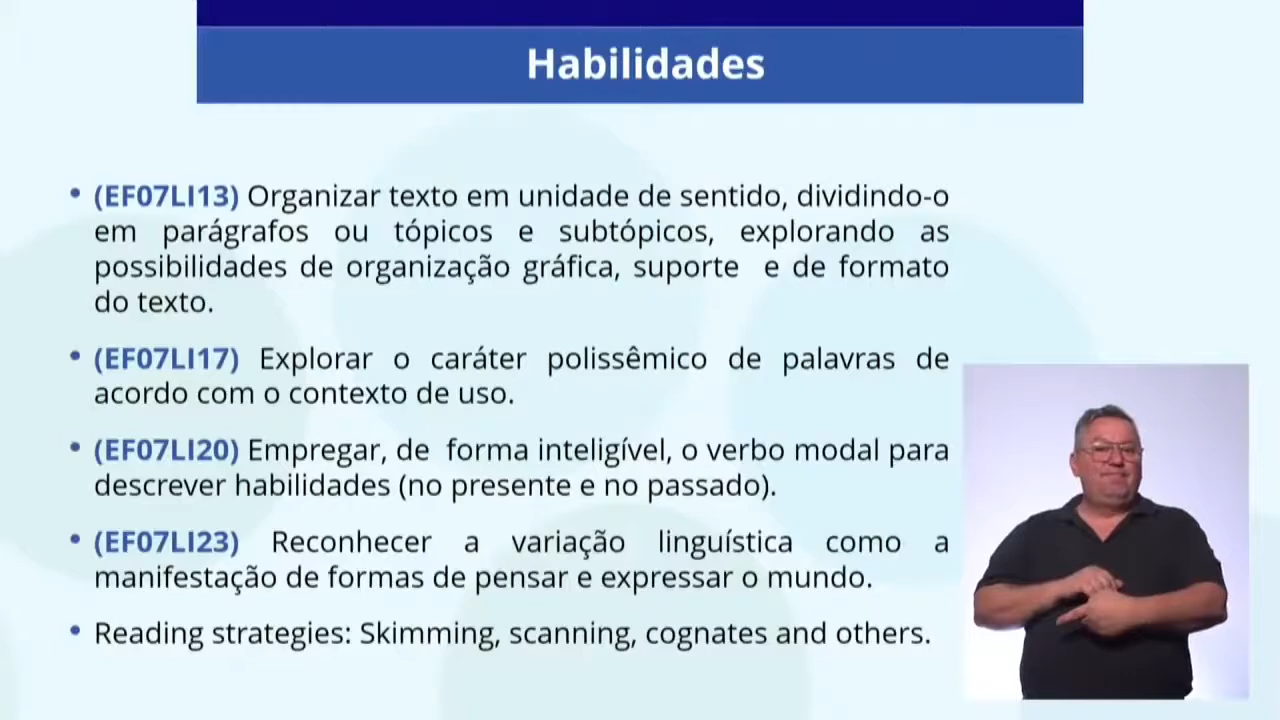 Habilidades
• (EF07LI13) Organizar texto em unidade de sentido, dividindo-o
em parágrafos ou tópicos e subtópicos, explorando as
possibilidades de organização gráfica, suporte e de formato
do texto.
• (EF07LI17) Explorar o caráter polissêmico de palavras de
acordo com o contexto de uso.
• (EF07LI20) Empregar, de forma inteligível, o verbo modal para
descrever habilidades (no presente e no passado).
• (EF07LI23) Reconhecer a variação linguística como a
manifestação de formas de pensar e expressar o mundo.
• Reading strategies: Skimming, scanning, cognates and others.